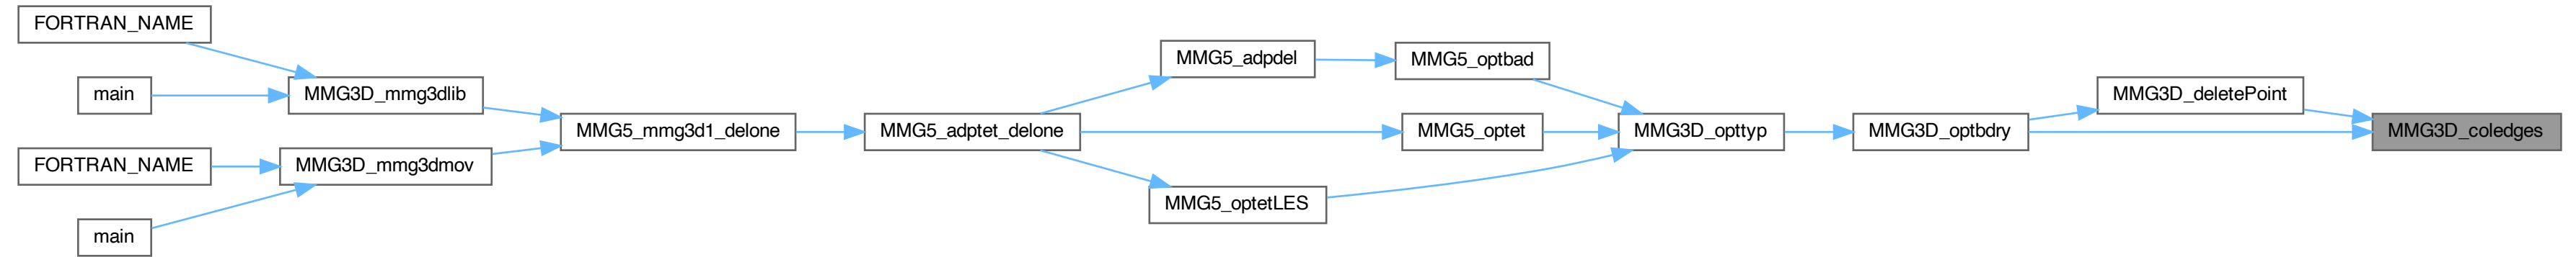 FORTRAN_NAME
main
MMG3D_mmg3dlib
FORTRAN_NAME
main
MMG3D_mmg3dmov
MMG5_mmg3d1_delone
MMG5_adptet_delone
MMG5_adpdel
MMG5_optbad
MMG5_optet
MMG5_optetLES
MMG3D_opttyp
MMG3D_optbdry
MMG3D_deletePoint
MMG3D_coledges